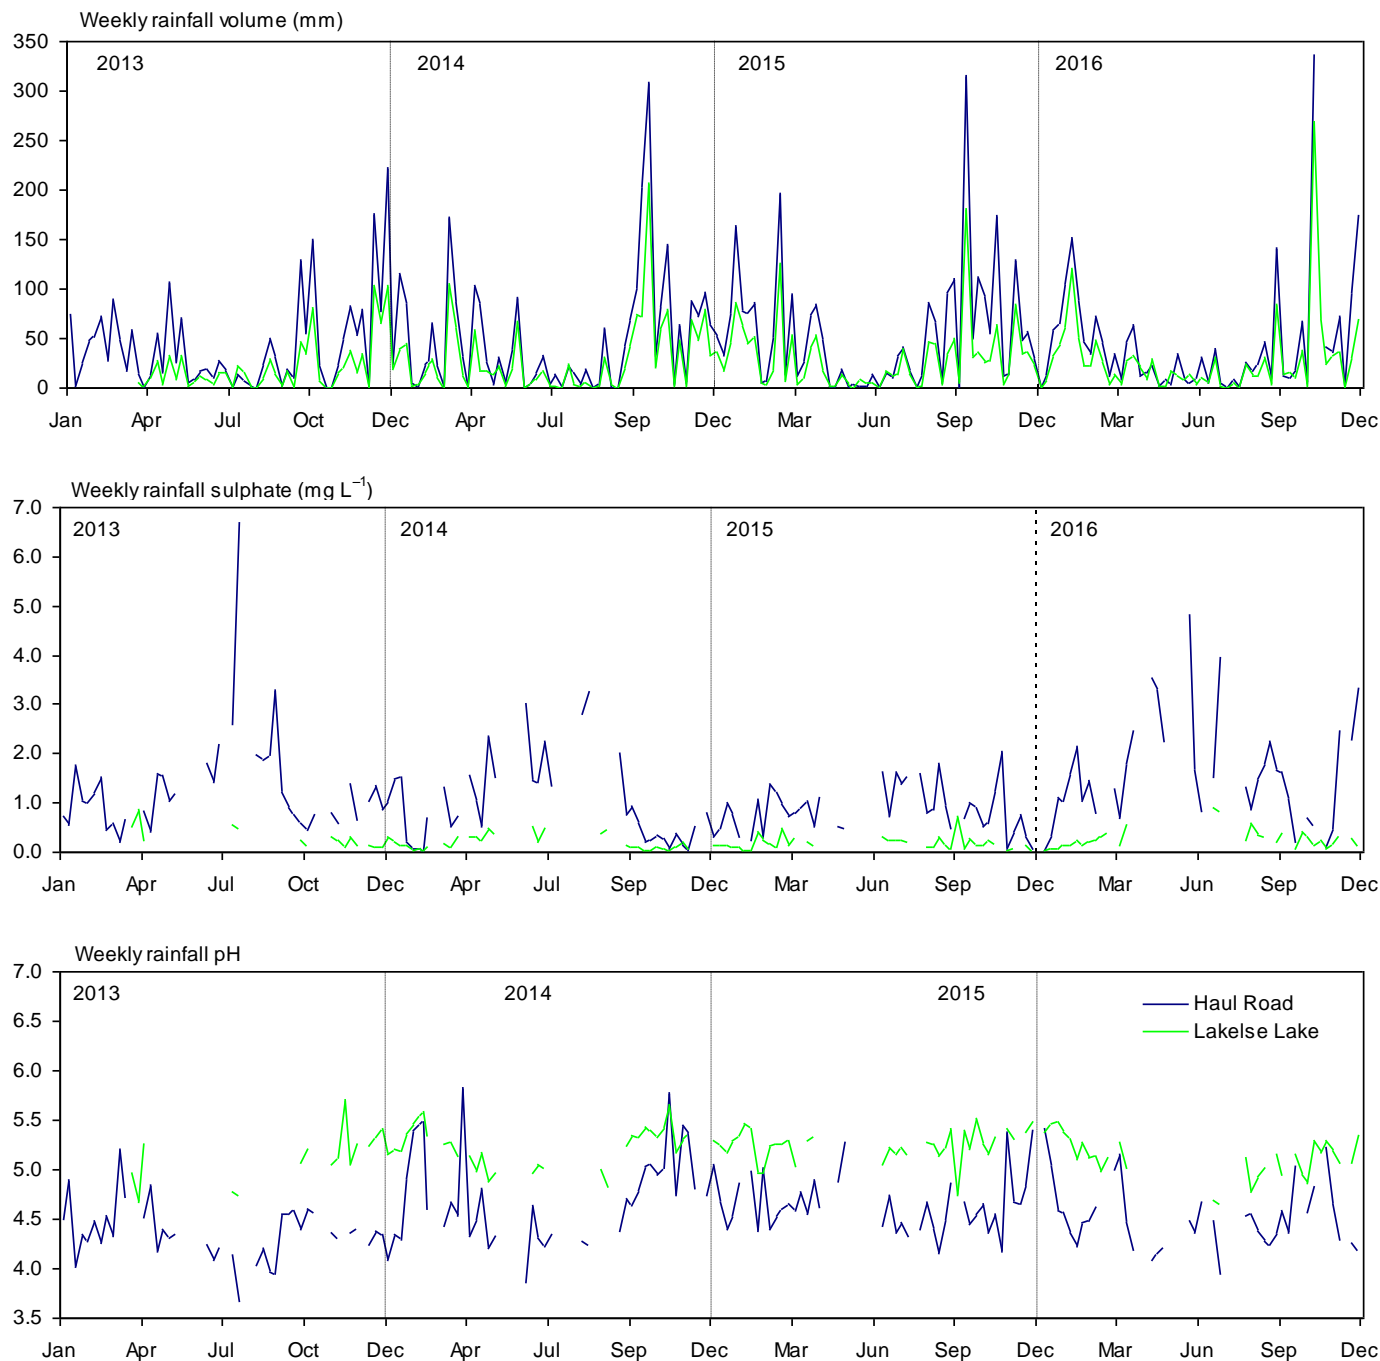 Weekly rainfall volume (mm)
350
300
250
200
150
100
50
0
2013 2014 2015 2016
Jan Apr Jul Oct Dec Apr Jul Sep Dec Mar Jun Sep Dec Mar Jun Sep Dec
Weekly rainfall sulphate (mg L⁻¹)
7.0
6.0
5.0
4.0
3.0
2.0
1.0
0.0
2013 2014 2015 2016
Jan Apr Jul Oct Dec Apr Jul Sep Dec Mar Jun Sep Dec Mar Jun Sep Dec
Weekly rainfall pH
7.0
6.5
6.0
5.5
5.0
4.5
4.0
3.5
2013 2014 2015
Haul Road
Lakelse Lake
Jan Apr Jul Oct Dec Apr Jul Sep Dec Mar Jun Sep Dec Mar Jun Sep Dec